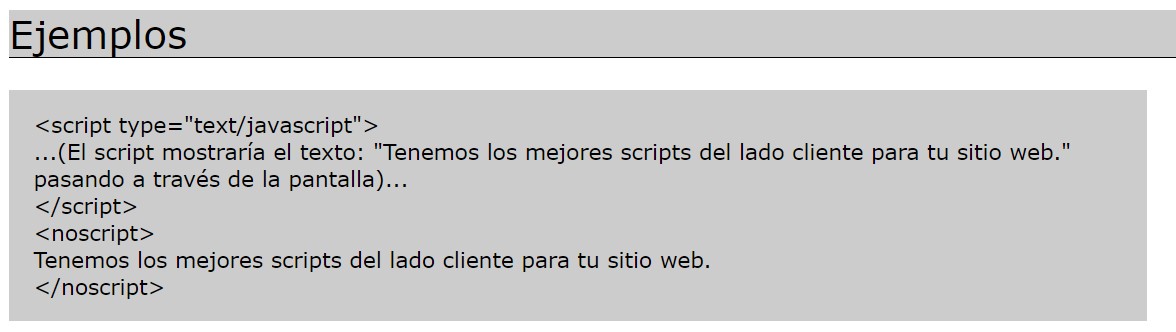 Ejemplos
<script type="text/javascript">
...(El script mostraría el texto: "Tenemos los mejores scripts del lado cliente para tu sitio web."
pasando a través de la pantalla)...
</script>
<noscript>
Tenemos los mejores scripts del lado cliente para tu sitio web.
</noscript>